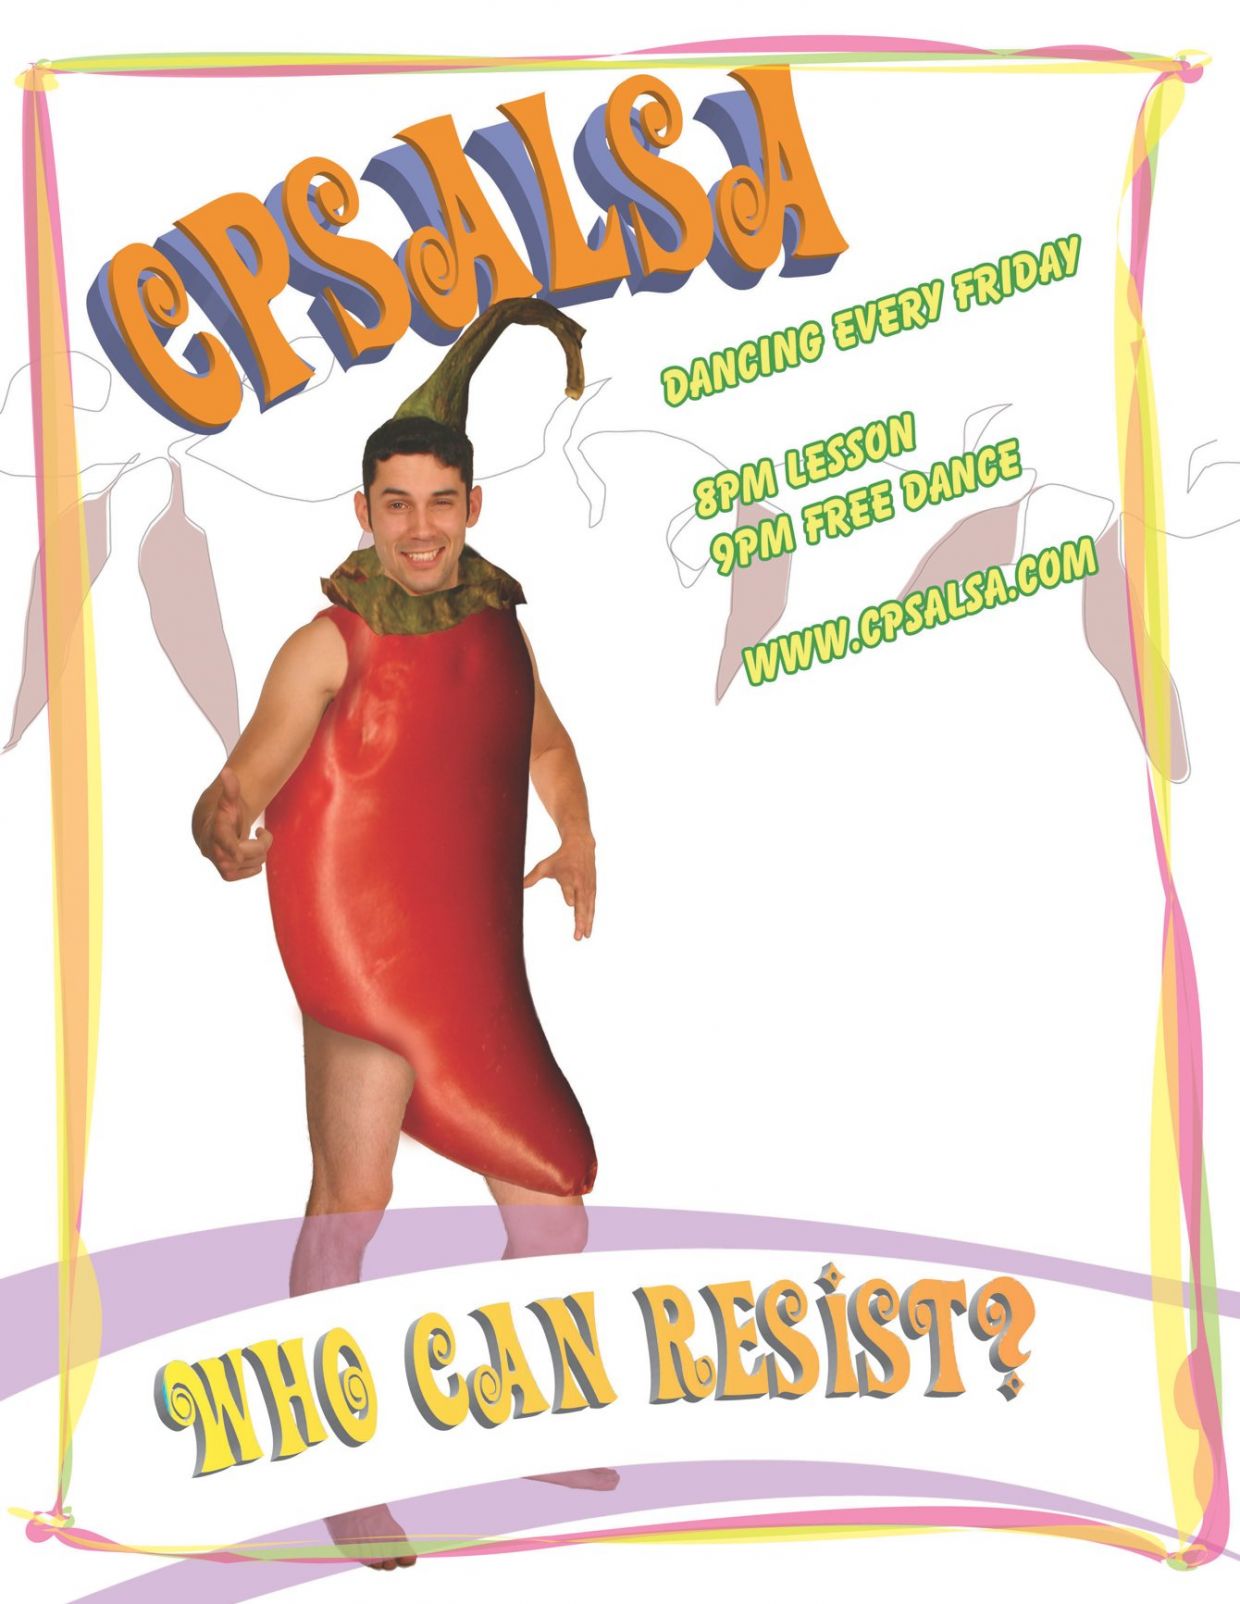 CPSALSA
DANCING EVERY FRIDAY
8PM LESSON
9PM FREE DANCE
WWW.CPSALSA.COM
WHO CAN RESIST?